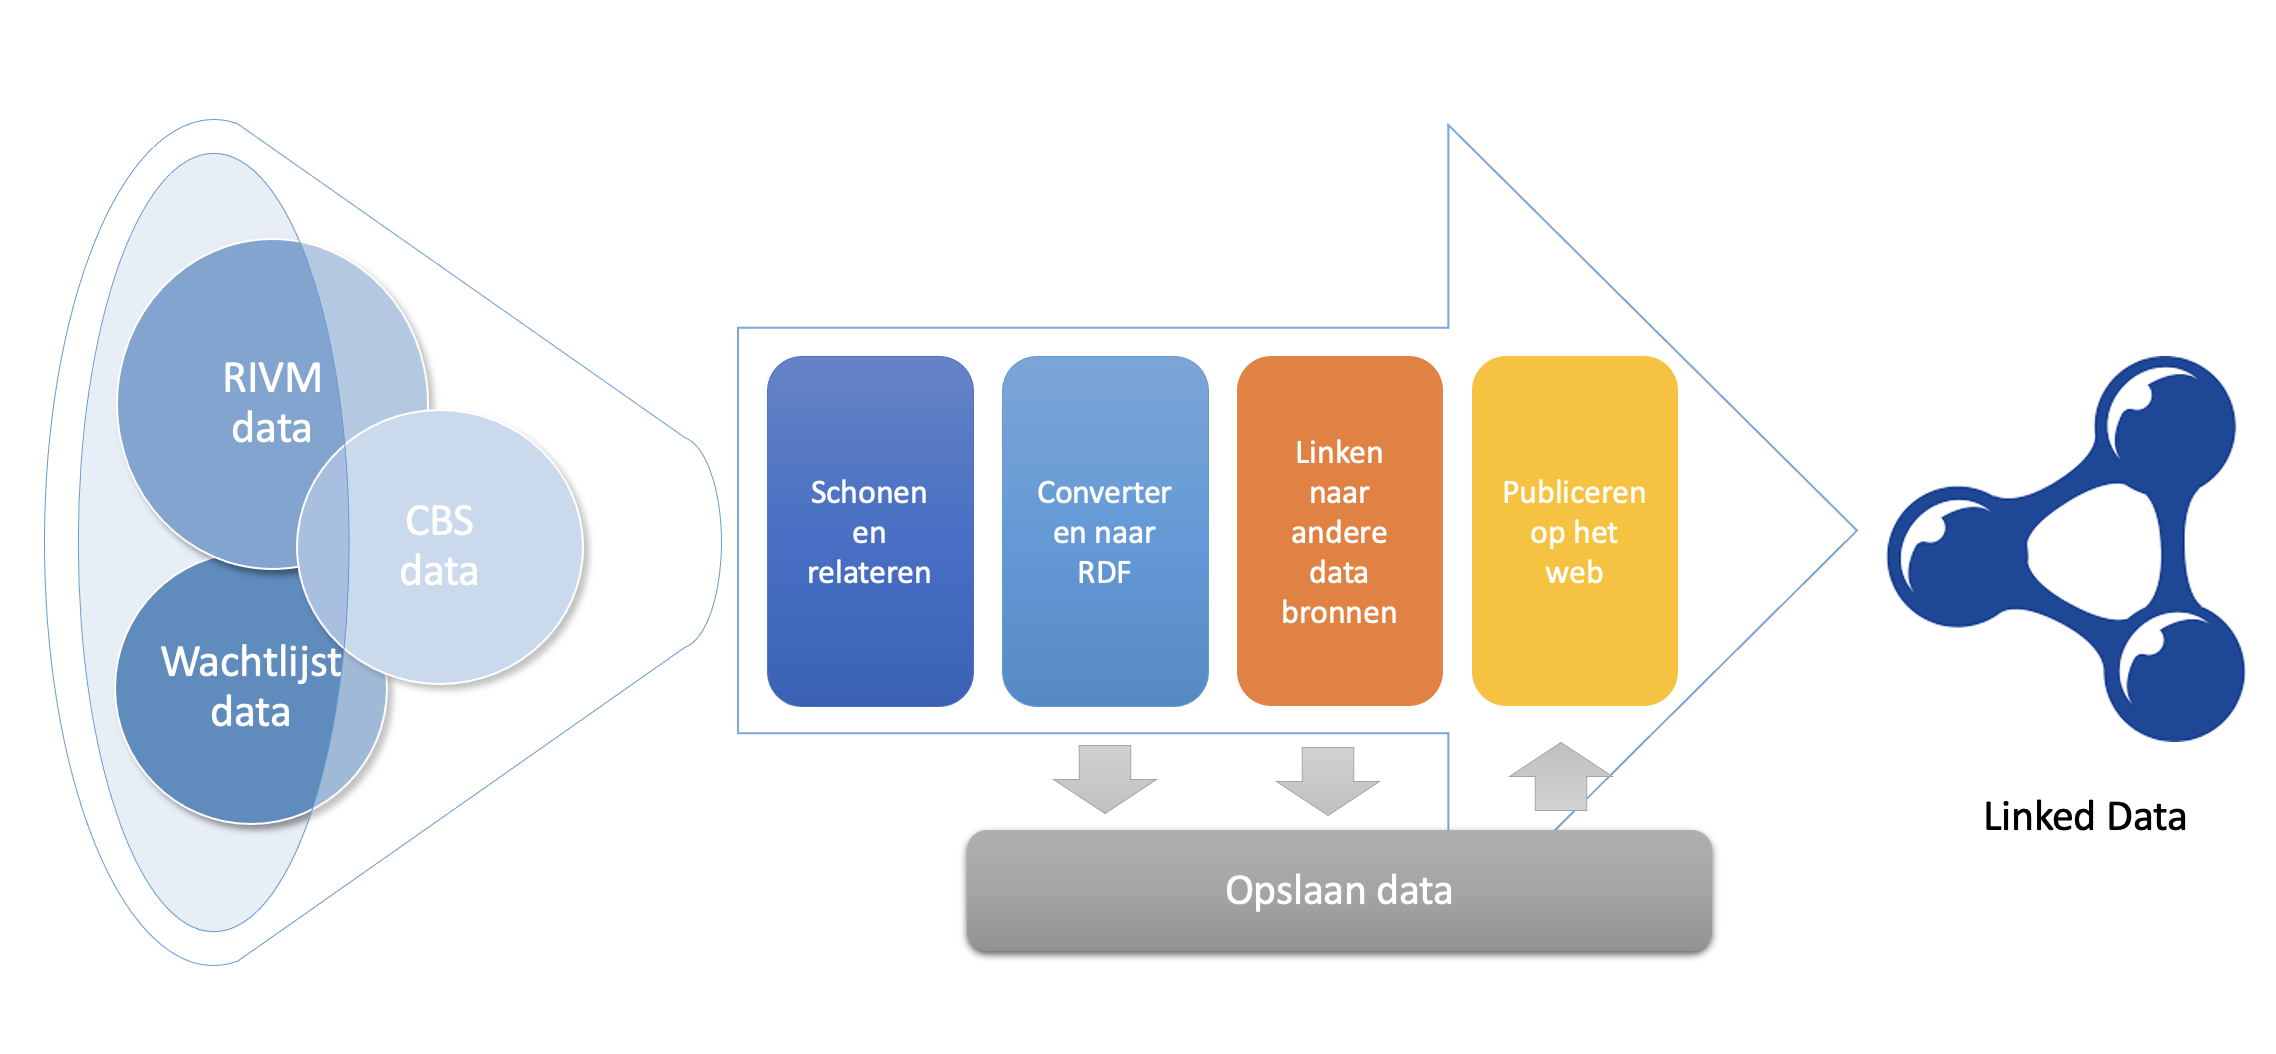 RIVM
data
CBS
data
Wachtlijst
data
Schonen
en
relateren
Converter
en naar
RDF
Linken
naar
andere
data
bronnen
Publiceren
op het
web
Opslaan data
Linked Data